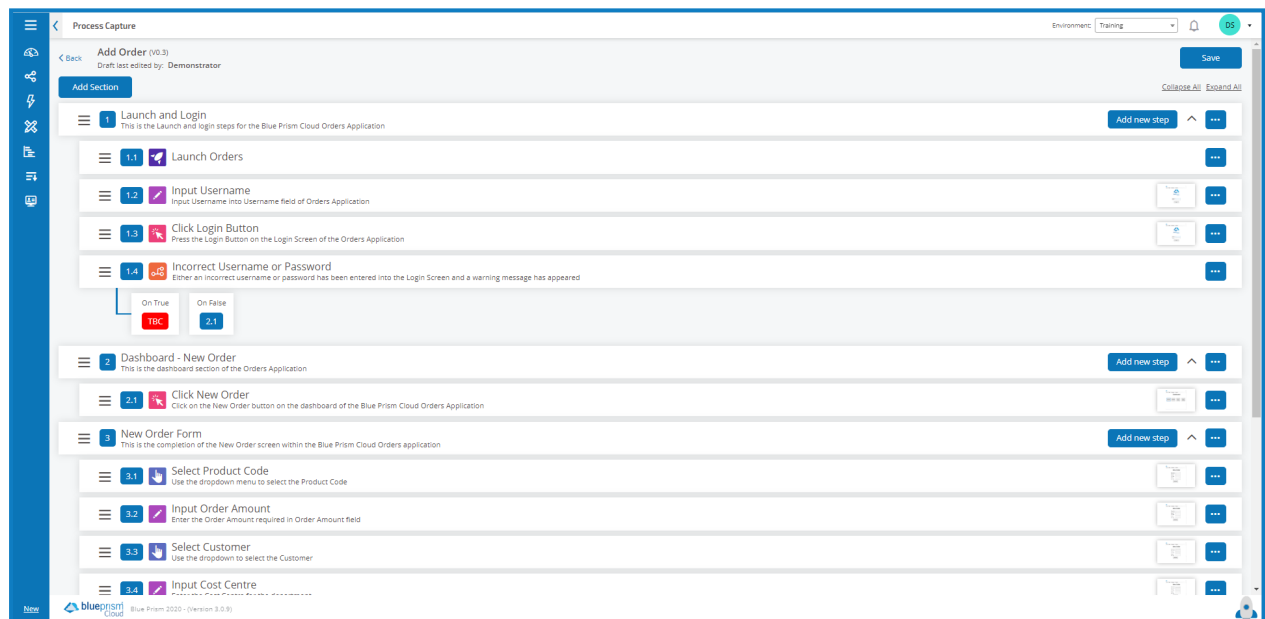 Process Capture
Environment: Training
DS
Back
Add Order (V0.3)
Draft last edited by: Demonstrator
Save
Add Section
Collapse All Expand All
1 Launch and Login
This is the Launch and login steps for the Blue Prism Cloud Orders Application
Add new step
1.1 Launch Orders
1.2 Input Username
Input Username into Username field of Orders Application
1.3 Click Login Button
Press the Login Button on the Login Screen of the Orders Application
1.4 Incorrect Username or Password
Either an incorrect username or password has been entered into the Login Screen and a warning message has appeared
On True On False
TBC 2.1
2 Dashboard - New Order
This is the dashboard section of the Orders Application
Add new step
2.1 Click New Order
Click on the New Order button on the dashboard of the Blue Prism Cloud Orders Application
3 New Order Form
This is the completion of the New Order screen within the Blue Prism Cloud Orders application
Add new step
3.1 Select Product Code
Use the dropdown menu to select the Product Code
3.2 Input Order Amount
Enter the Order Amount required in Order Amount field
3.3 Select Customer
Use the dropdown to select the Customer
3.4 Input Cost Centre
New
blueprism
Cloud
Blue Prism 2020 - (Version 3.0.9)